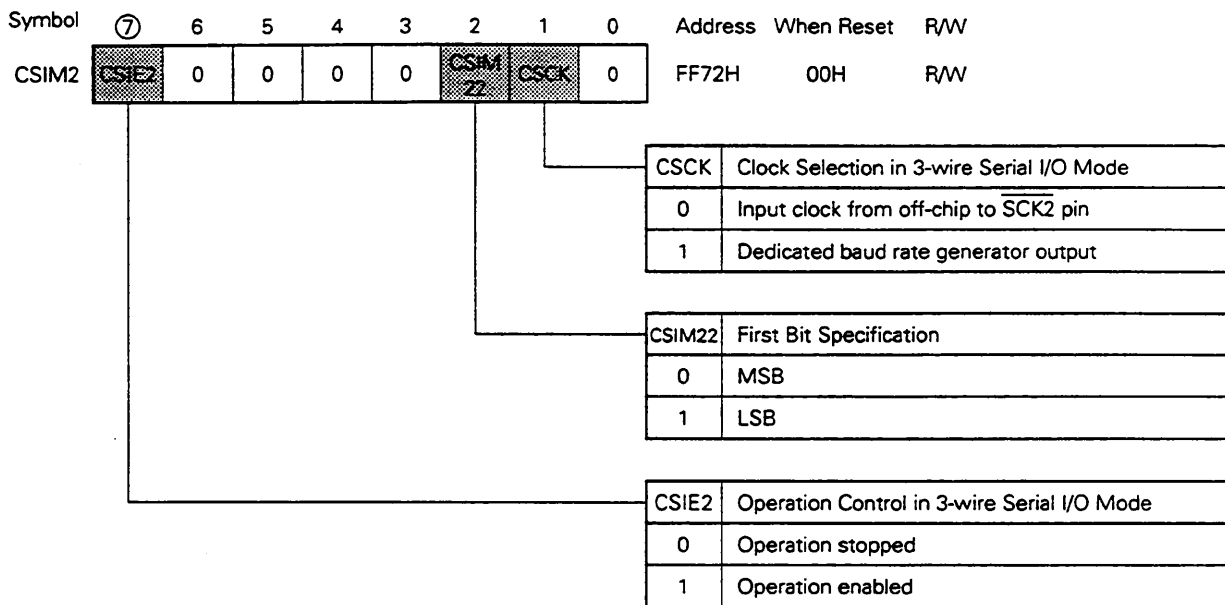 Symbol ⑦ 6 5 4 3 2 1 0 Address When Reset R/W
CSIM2 CSIE2 0 0 0 0 CSIM22 CSCK 0 FF72H 00H R/W
CSCK Clock Selection in 3-wire Serial I/O Mode
0 Input clock from off-chip to S̅C̅K̅2̅ pin
1 Dedicated baud rate generator output
CSIM22 First Bit Specification
0 MSB
1 LSB
CSIE2 Operation Control in 3-wire Serial I/O Mode
0 Operation stopped
1 Operation enabled